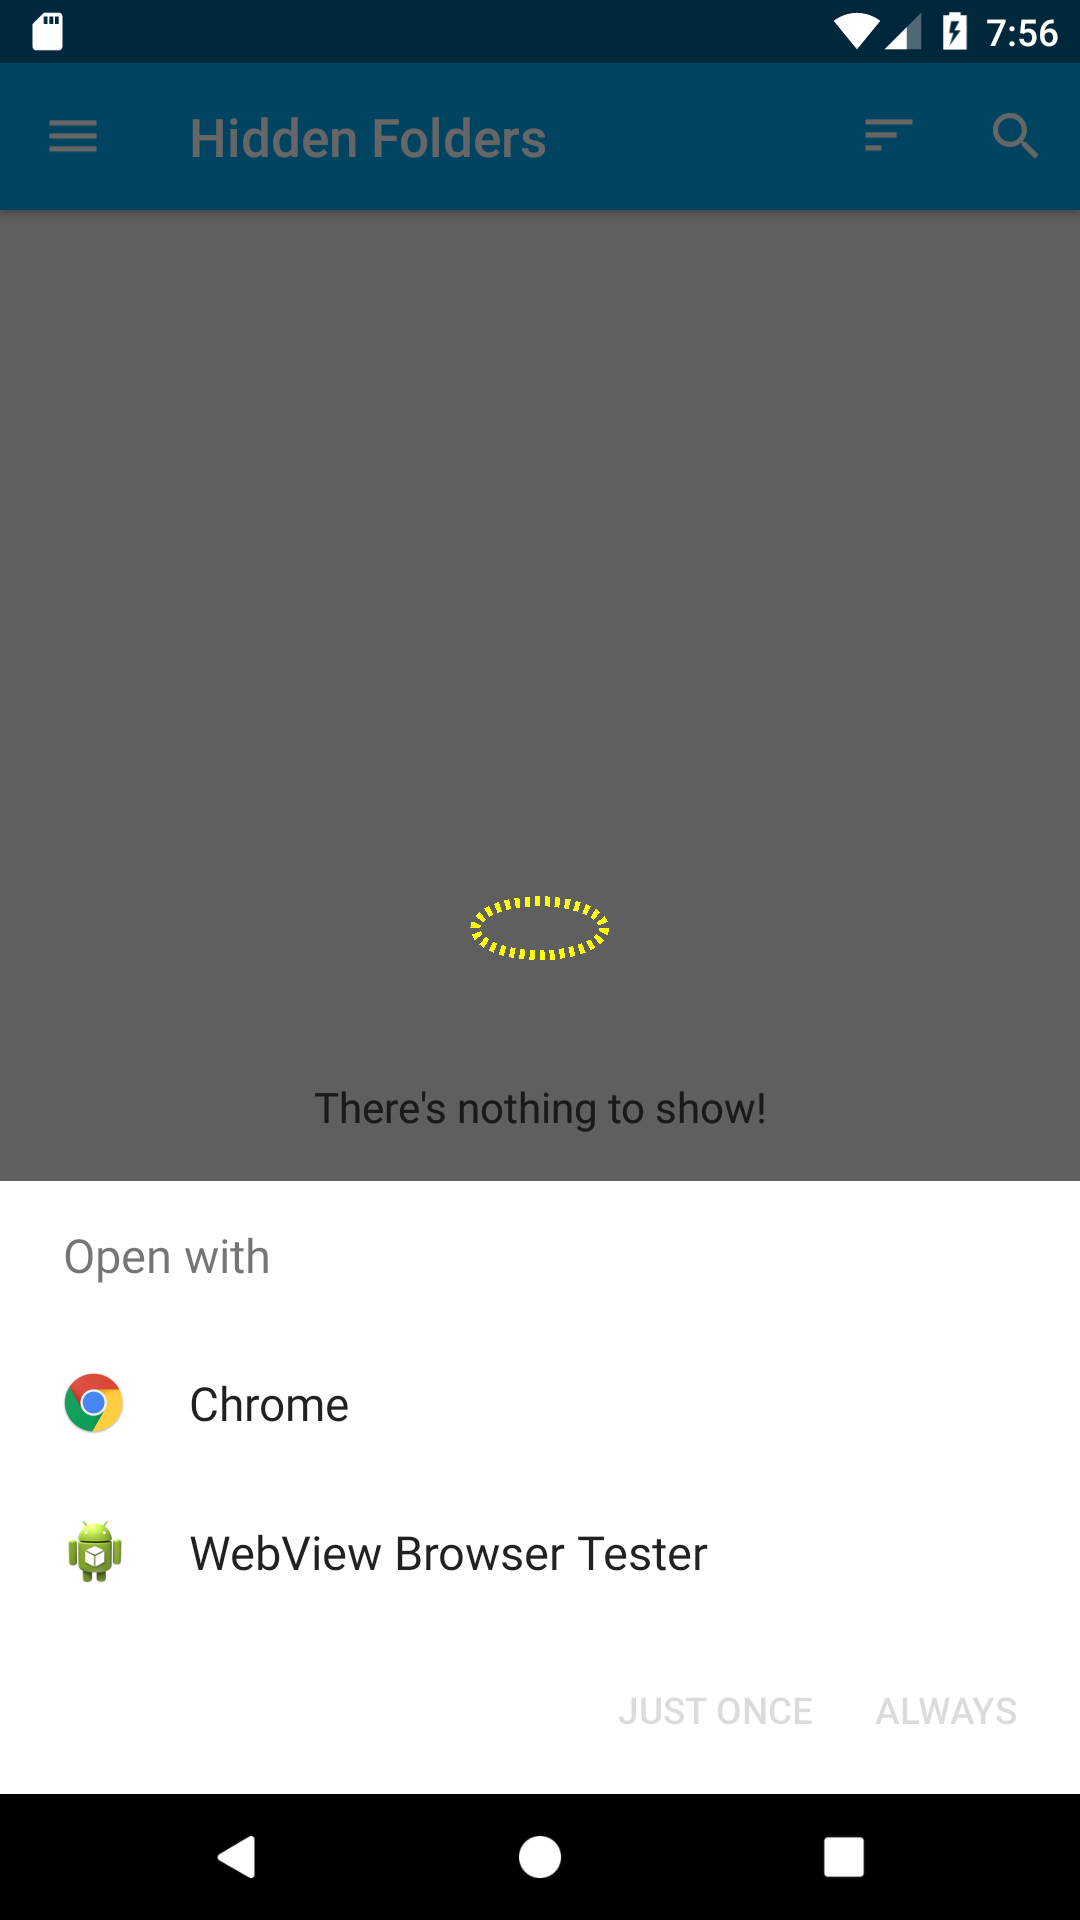 7:56
Hidden Folders
There's nothing to show!
Open with
Chrome
WebView Browser Tester
JUST ONCE ALWAYS